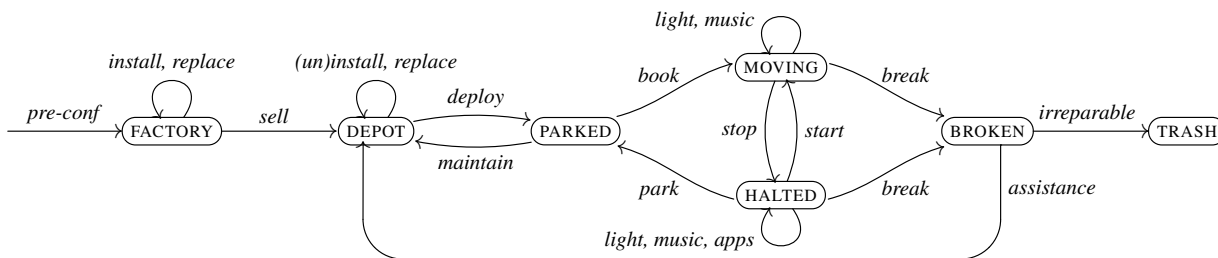 light, music
install, replace
(un)install, replace
MOVING
book
break
deploy
pre-conf
sell
irreparable
FACTORY
DEPOT
PARKED
stop
start
BROKEN
TRASH
maintain
park
HALTED
break
assistance
light, music, apps